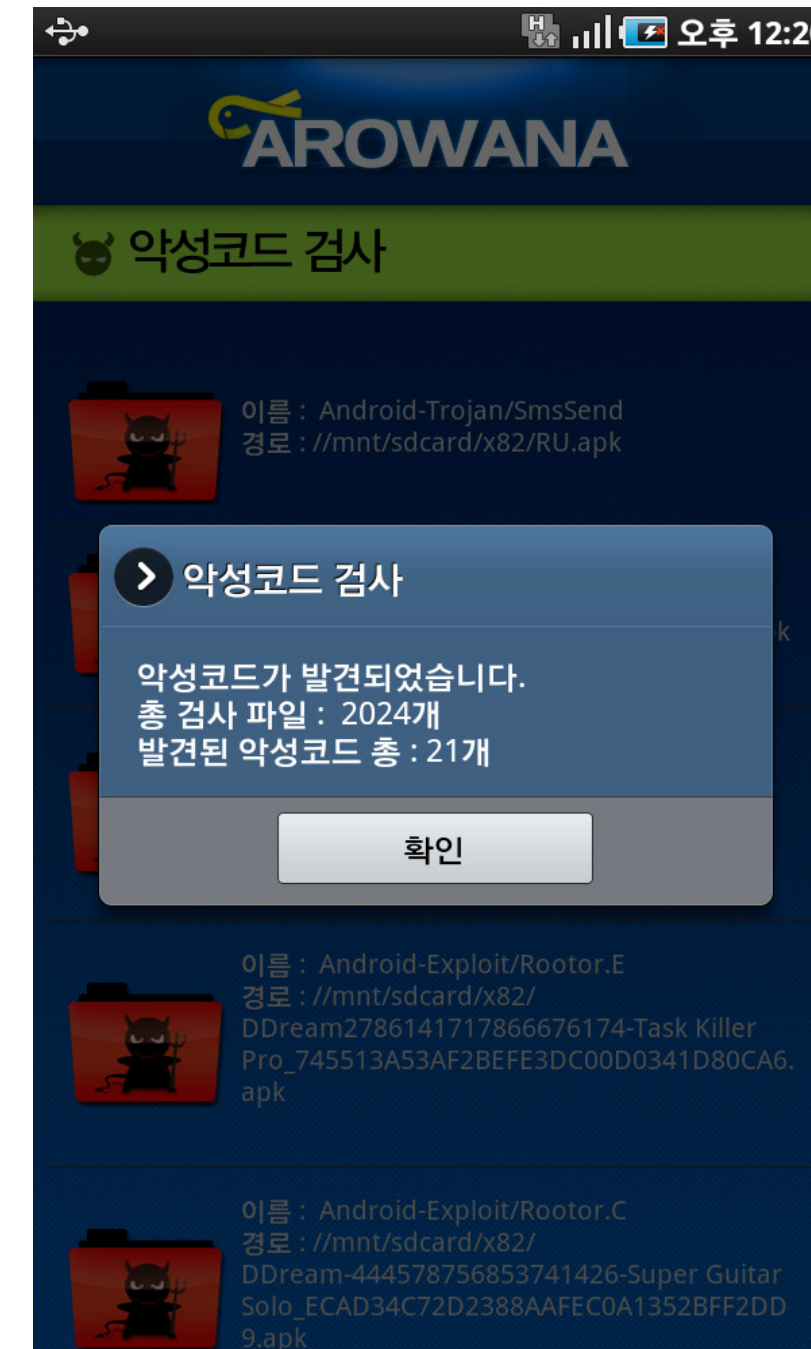 오후 12:20
AROWANA
악성코드 검사
이름 : Android-Trojan/SmsSend
경로 : //mnt/sdcard/x82/RU.apk
악성코드 검사
k
악성코드가 발견되었습니다.
총 검사 파일 : 2024개
발견된 악성코드 총 : 21개
확인
이름 : Android-Exploit/Rootor.E
경로 : //mnt/sdcard/x82/
DDream2786141717866676174-Task Killer
Pro_745513A53AF2BEFE3DC00D0341D80CA6.
apk
이름 : Android-Exploit/Rootor.C
경로 : //mnt/sdcard/x82/
DDream-444578756853741426-Super Guitar
Solo_ECAD34C72D2388AAFEC0A1352BFF2DD
9.apk